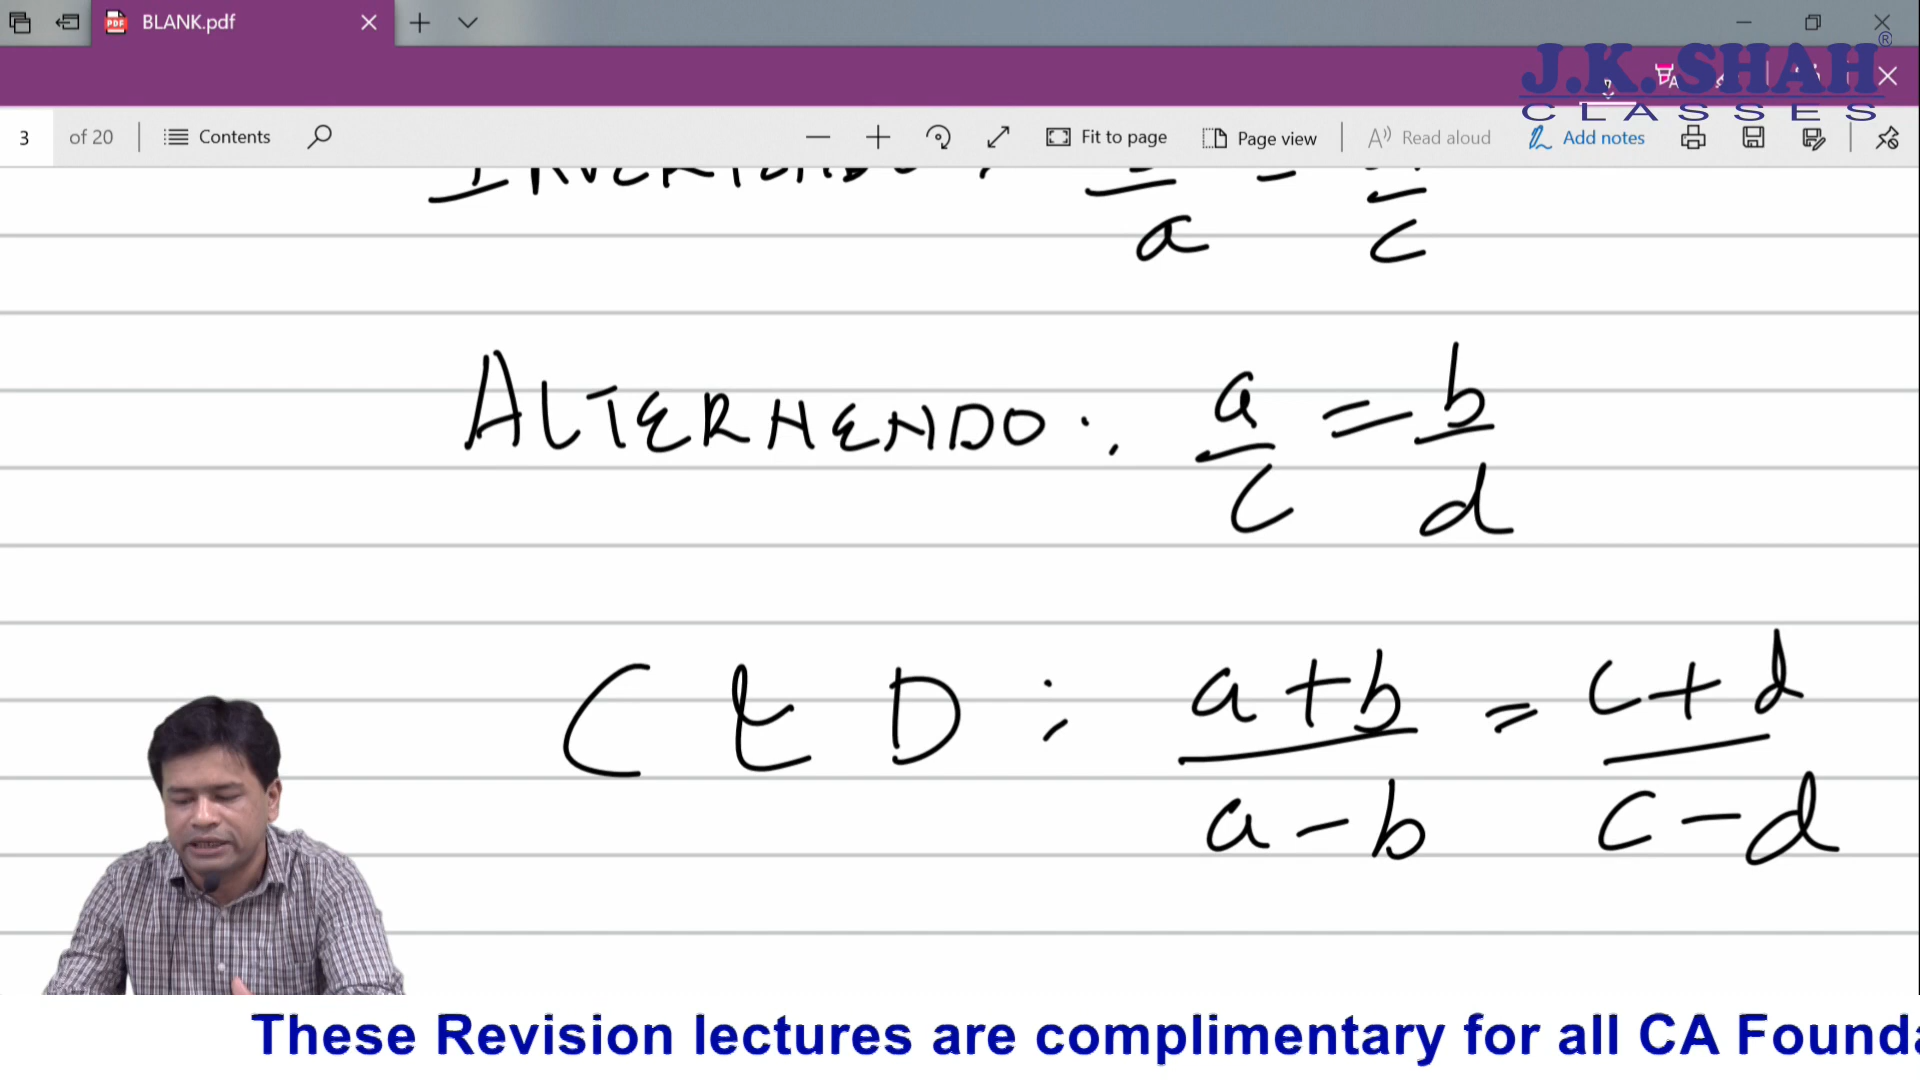 BLANK.pdf
J.K.SHAH®
CLASSES
3 of 20 Contents Fit to page Page view Read aloud Add notes
a c
ALTERNENDO : a/c = b/d
C & D : a+b/a-b = c+d/c-d
These Revision lectures are complimentary for all CA Founda